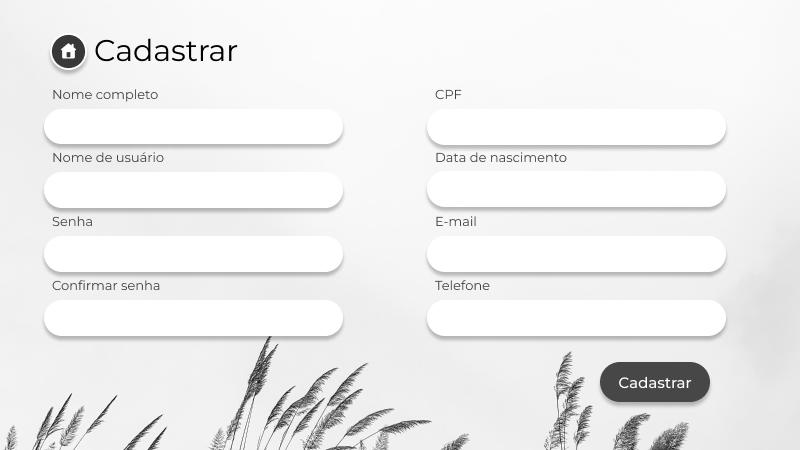 Cadastrar
Nome completo
CPF
Nome de usuário
Data de nascimento
Senha
E-mail
Confirmar senha
Telefone
Cadastrar